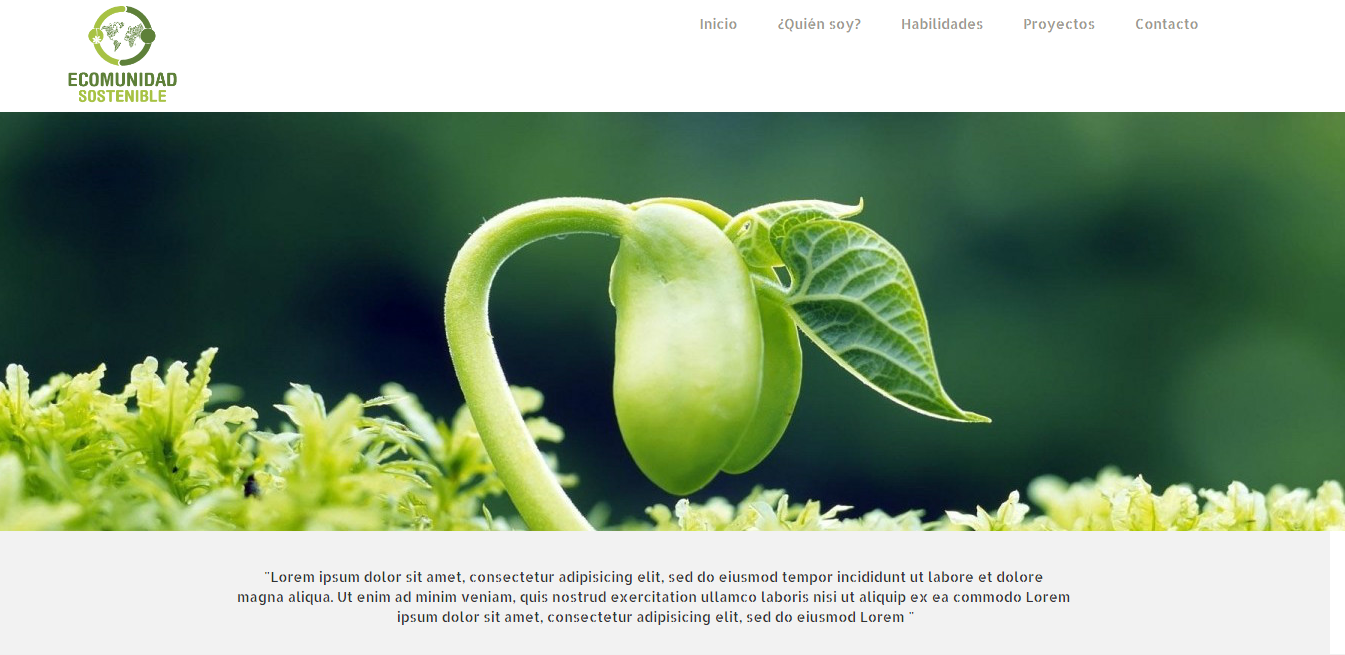 ECOMUNIDAD
SOSTENIBLE
Inicio ¿Quién soy? Habilidades Proyectos Contacto
"Lorem ipsum dolor sit amet, consectetur adipisicing elit, sed do eiusmod tempor incididunt ut labore et dolore
magna aliqua. Ut enim ad minim veniam, quis nostrud exercitation ullamco laboris nisi ut aliquip ex ea commodo Lorem
ipsum dolor sit amet, consectetur adipisicing elit, sed do eiusmod Lorem "